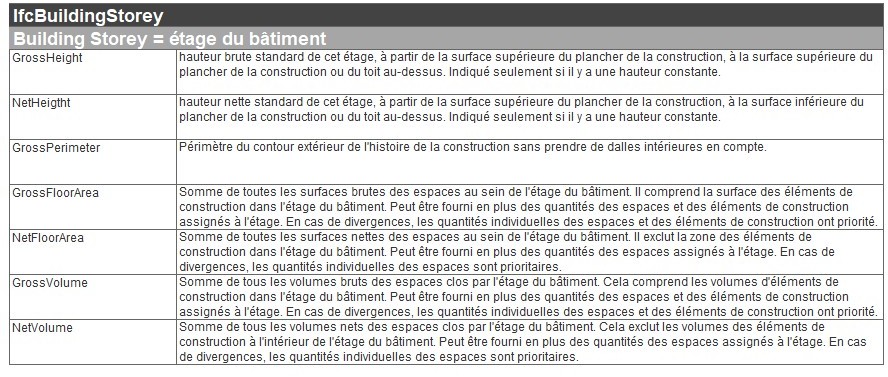 IfcBuildingStorey
Building Storey = étage du bâtiment
GrossHeight
hauteur brute standard de cet étage, à partir de la surface supérieure du plancher de la construction, à la surface supérieure du
plancher de la construction ou du toit au-dessus. Indiqué seulement si il y a une hauteur constante.
NetHeigtht
hauteur nette standard de cet étage, à partir de la surface supérieure du plancher de la construction, à la surface inférieure du
plancher de la construction ou du toit au-dessus. Indiqué seulement si il y a une hauteur constante.
GrossPerimeter
Périmètre du contour extérieur de l'histoire de la construction sans prendre de dalles intérieures en compte.
GrossFloorArea
Somme de toutes les surfaces brutes des espaces au sein de l'étage du bâtiment. Il comprend la surface des éléments de
construction dans l'étage du bâtiment. Peut être fourni en plus des quantités des espaces et des éléments de construction
assignés à l'étage. En cas de divergences, les quantités individuelles des espaces et des éléments de construction ont priorité.
NetFloorArea
Somme de toutes les surfaces nettes des espaces au sein de l'étage du bâtiment. Il exclut la zone des éléments de
construction dans l'étage du bâtiment. Peut être fourni en plus des quantités des espaces assignés à l'étage. En cas de
divergences, les quantités individuelles des espaces sont prioritaires.
GrossVolume
Somme de tous les volumes bruts des espaces clos par l'étage du bâtiment. Cela comprend les volumes d'éléments de
construction dans l'étage du bâtiment. Peut être fourni en plus des quantités des espaces et des éléments de construction
assignés à l'étage. En cas de divergences, les quantités individuelles des espaces et des éléments de construction ont priorité.
NetVolume
Somme de tous les volumes nets des espaces clos par l'étage du bâtiment. Cela exclut les volumes des éléments de
construction à l'intérieur de l'étage du bâtiment. Peut être fourni en plus des quantités des espaces assignés à l'étage. En cas
de divergences, les quantités individuelles des espaces sont prioritaires.